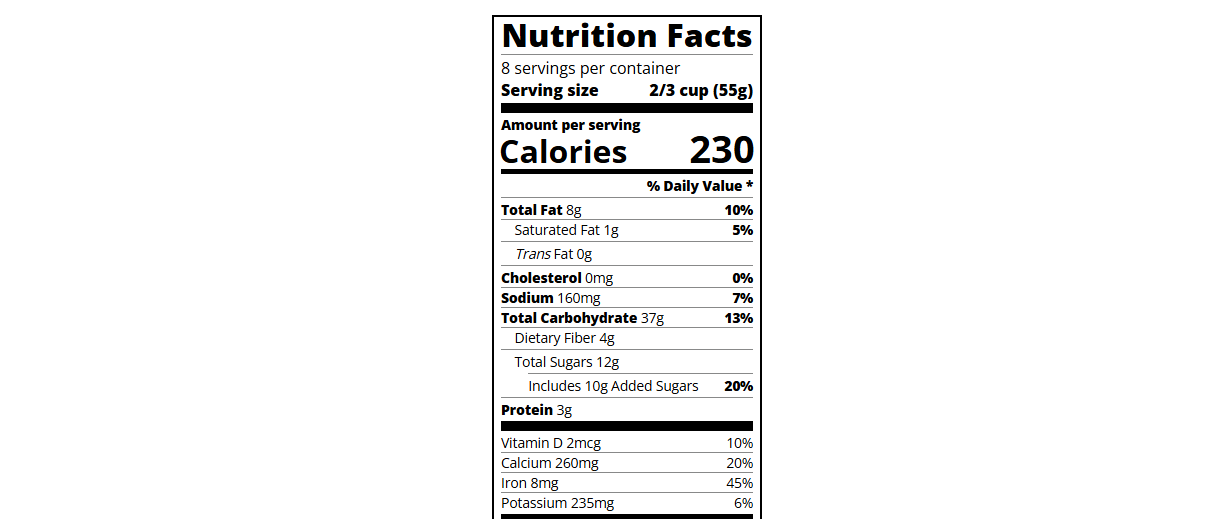 Nutrition Facts
8 servings per container
Serving size 2/3 cup (55g)
Amount per serving
Calories 230
% Daily Value *
Total Fat 8g 10%
Saturated Fat 1g 5%
Trans Fat 0g
Cholesterol 0mg 0%
Sodium 160mg 7%
Total Carbohydrate 37g 13%
Dietary Fiber 4g
Total Sugars 12g
Includes 10g Added Sugars 20%
Protein 3g
Vitamin D 2mcg 10%
Calcium 260mg 20%
Iron 8mg 45%
Potassium 235mg 6%